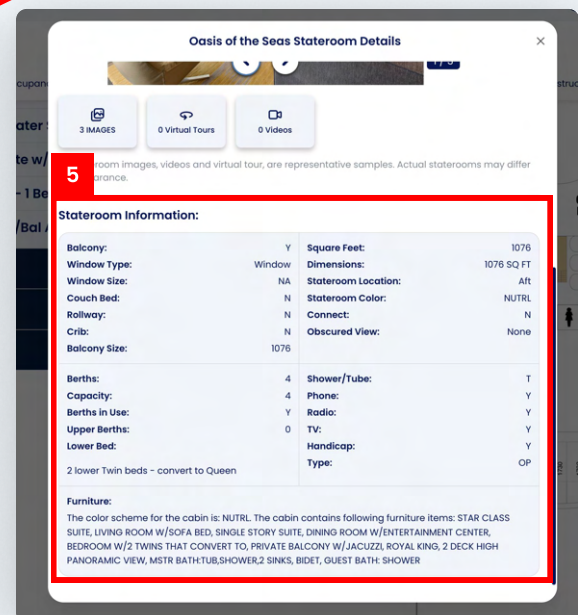 Oasis of the Seas Stateroom Details
×
3 IMAGES
0 Virtual Tours
0 Videos
room images, videos and virtual tour, are representative samples. Actual staterooms may differ
arance.
5
Stateroom Information:
Balcony: Y
Window Type: Window
Window Size: NA
Couch Bed: N
Rollway: N
Crib: N
Balcony Size: 1076
Square Feet: 1076
Dimensions: 1076 SQ FT
Stateroom Location: Aft
Stateroom Color: NUTRL
Connect: N
Obscured View: None
Berths: 4
Capacity: 4
Berths in Use: Y
Upper Berths: 0
Lower Bed:
2 lower Twin beds - convert to Queen
Shower/Tube: T
Phone: Y
Radio: Y
TV: Y
Handicap: Y
Type: OP
Furniture:
The color scheme for the cabin is: NUTRL. The cabin contains following furniture items: STAR CLASS
SUITE, LIVING ROOM W/SOFA BED, SINGLE STORY SUITE, DINING ROOM W/ENTERTAINMENT CENTER,
BEDROOM W/2 TWINS THAT CONVERT TO, PRIVATE BALCONY W/JACUZZI, ROYAL KING, 2 DECK HIGH
PANORAMIC VIEW, MSTR BATH:TUB,SHOWER,2 SINKS, BIDET, GUEST BATH: SHOWER